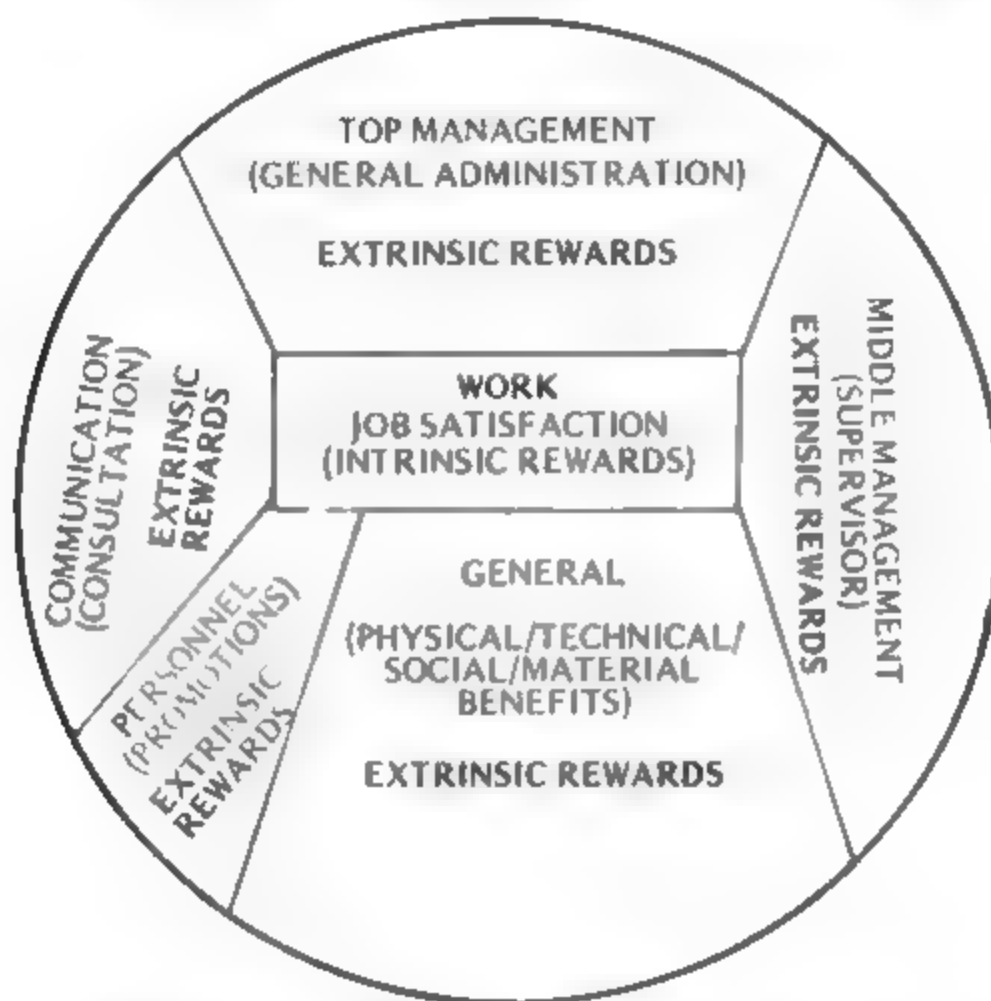 TOP MANAGEMENT
(GENERAL ADMINISTRATION)
EXTRINSIC REWARDS
MIDDLE MANAGEMENT
(SUPERVISOR)
EXTRINSIC REWARDS
WORK
JOB SATISFACTION
(INTRINSIC REWARDS)
COMMUNICATION
(CONSULTATION)
EXTRINSIC
REWARDS
PERSONNEL
(PROMOTIONS)
EXTRINSIC
REWARDS
GENERAL
(PHYSICAL/TECHNICAL/
SOCIAL/MATERIAL
BENEFITS)
EXTRINSIC REWARDS